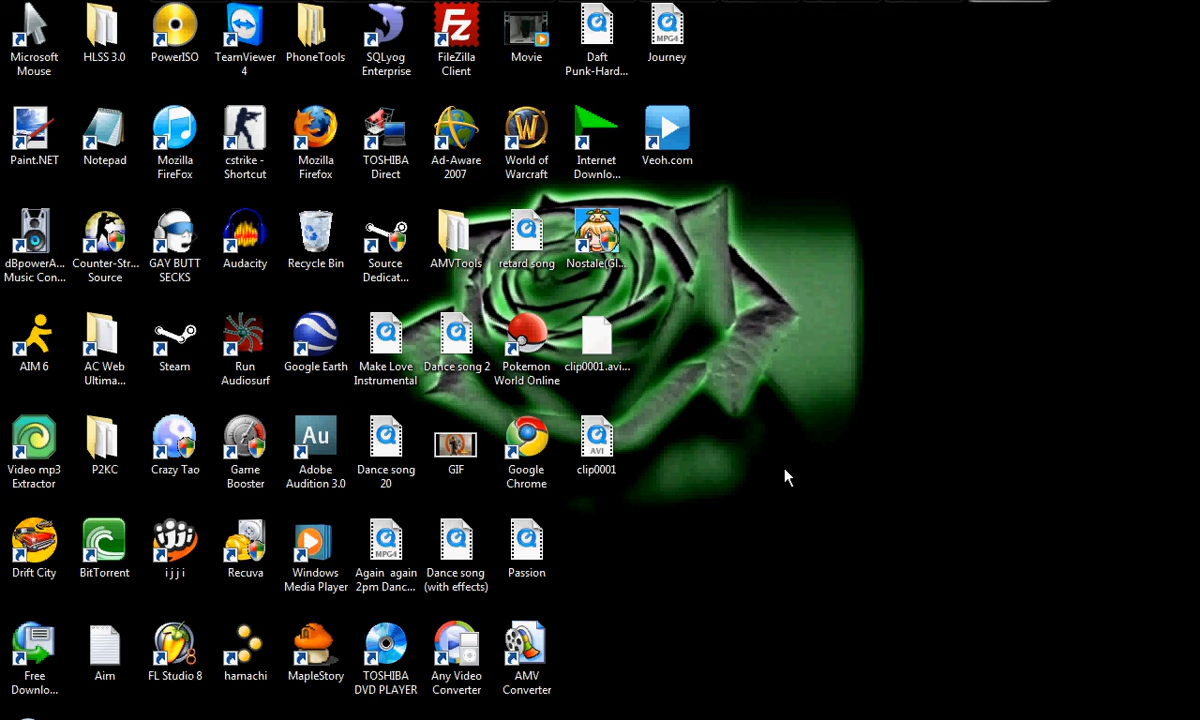 Microsoft Mouse
HLSS 3.0
PowerISO
TeamViewer 4
PhoneTools
SQLyog Enterprise
FileZilla Client
Movie
Daft Punk-Hard...
MPG4
Journey
Paint.NET
Notepad
Mozilla FireFox
cstrike - Shortcut
Mozilla Firefox
TOSHIBA Direct
Ad-Aware 2007
World of Warcraft
Internet Downlo...
Veoh.com
dBpowerA... Music Con...
Counter-Str... Source
GAY BUTT SECKS
Audacity
Recycle Bin
Source Dedicat...
AMVTools
retard song
Nostale(Gl...
AIM 6
AC Web Ultima...
Steam
Run Audiosurf
Google Earth
Make Love Instrumental
Dance song 2
Pokemon World Online
clip0001.avi...
Video mp3 Extractor
P2KC
Crazy Tao
Game Booster
Au
Adobe Audition 3.0
Dance song 20
GIF
Google Chrome
AVI
clip0001
Drift City
BitTorrent
ijji
i j j i
Recuva
Windows Media Player
MPG4
Again again 2pm Danc...
Dance song (with effects)
Passion
Free Downlo...
Aim
FL Studio 8
hamachi
MapleStory
TOSHIBA DVD PLAYER
Any Video Converter
AMV Converter